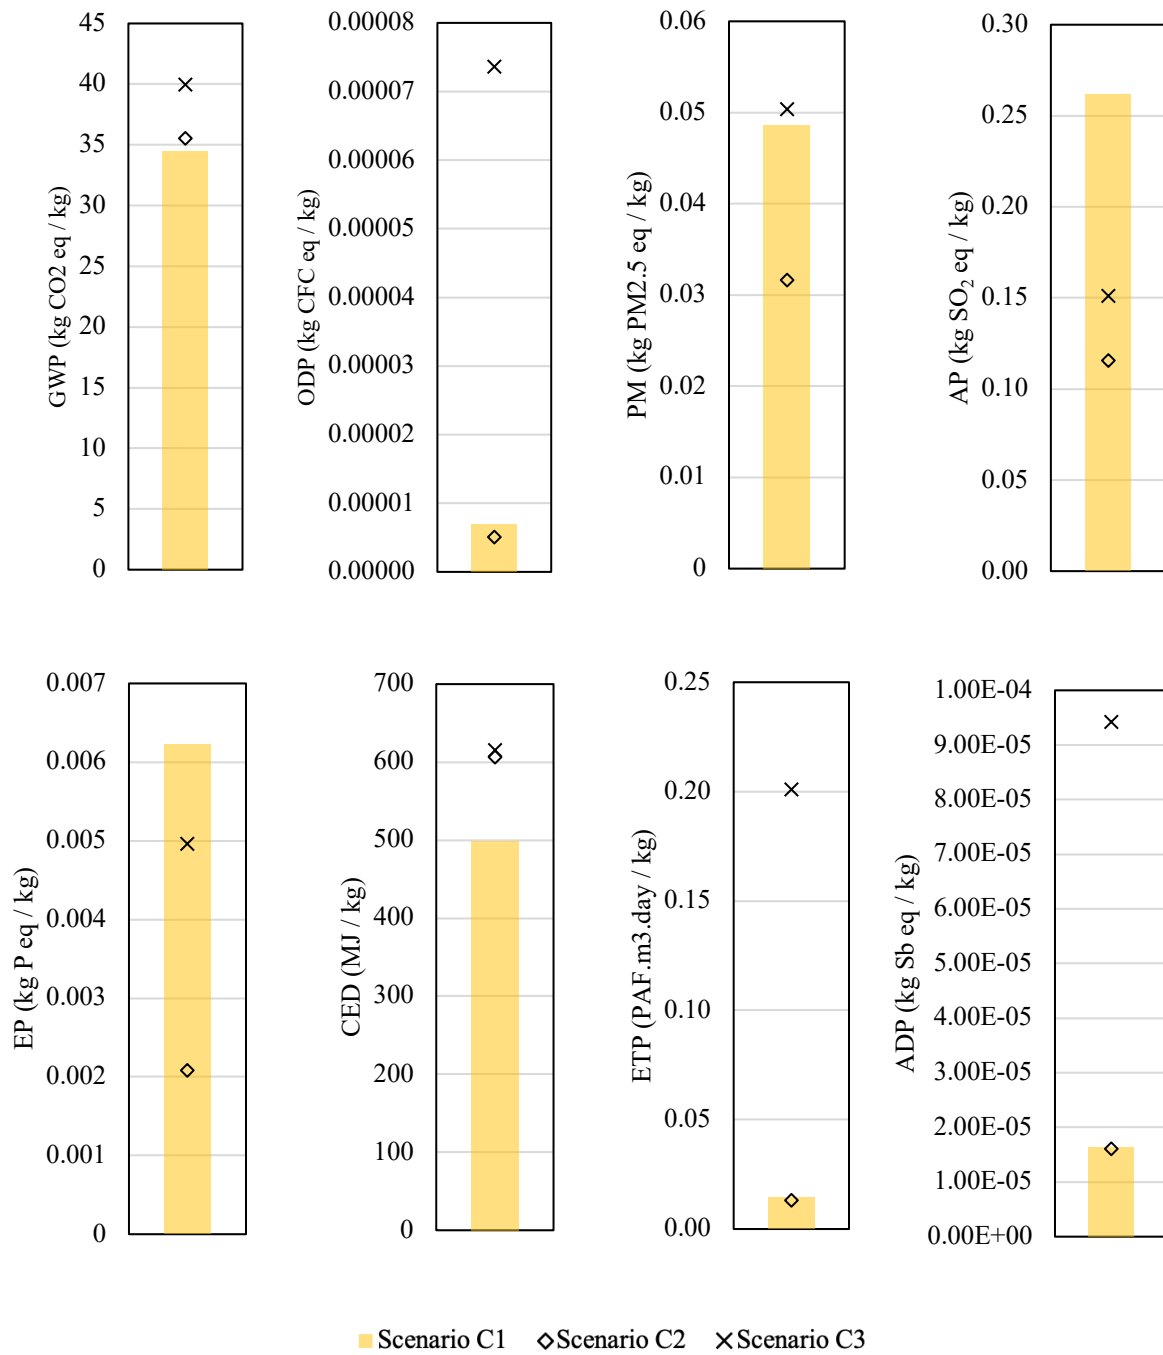 GWP (kg CO2 eq / kg)
45
40
35
30
25
20
15
10
5
0
ODP (kg CFC eq / kg)
0.00008
0.00007
0.00006
0.00005
0.00004
0.00003
0.00002
0.00001
0.00000
PM (kg PM2.5 eq / kg)
0.06
0.05
0.04
0.03
0.02
0.01
0
AP (kg SO₂ eq / kg)
0.30
0.25
0.20
0.15
0.10
0.05
0.00
EP (kg P eq / kg)
0.007
0.006
0.005
0.004
0.003
0.002
0.001
0
CED (MJ / kg)
700
600
500
400
300
200
100
0
ETP (PAF.m3.day / kg)
0.25
0.20
0.15
0.10
0.05
0.00
ADP (kg Sb eq / kg)
1.00E-04
9.00E-05
8.00E-05
7.00E-05
6.00E-05
5.00E-05
4.00E-05
3.00E-05
2.00E-05
1.00E-05
0.00E+00
Scenario C1 Scenario C2 Scenario C3